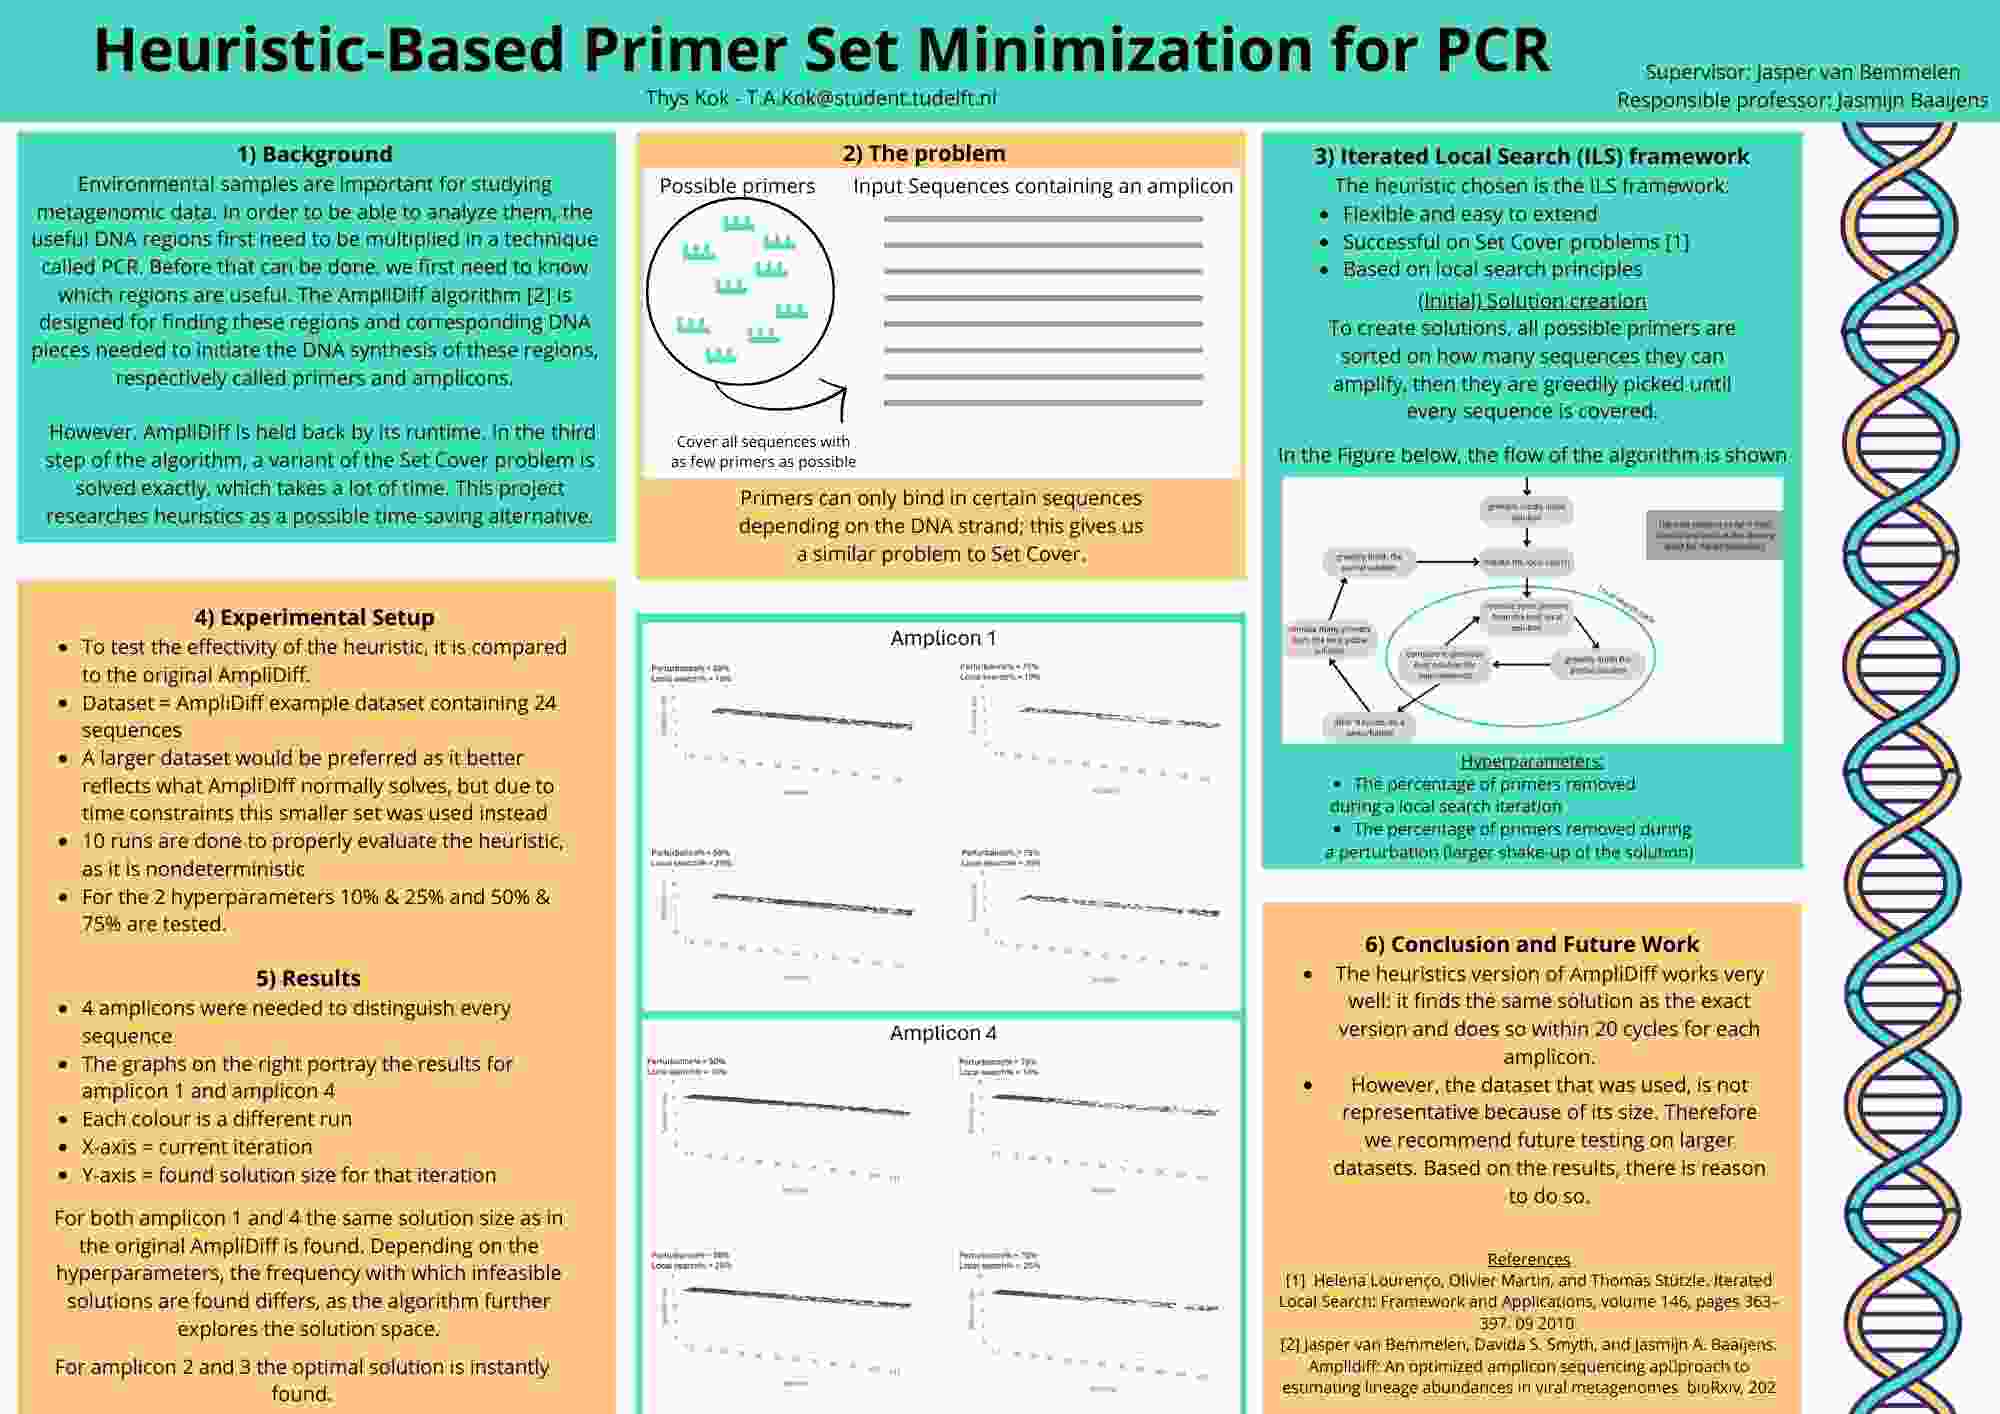 Heuristic-Based Primer Set Minimization for PCR
Thys Kok - T.A.Kok@student.tudelft.nl
Supervisor: Jasper van Bemmelen
Responsible professor: Jasmijn Baaijens
1) Background
Environmental samples are important for studying
metagenomic data. In order to be able to analyze them, the
useful DNA regions first need to be multiplied in a technique
called PCR. Before that can be done, we first need to know
which regions are useful. The AmpliDiff algorithm [2] is
designed for finding these regions and corresponding DNA
pieces needed to initiate the DNA synthesis of these regions,
respectively called primers and amplicons.
However, AmpliDiff is held back by its runtime. In the third
step of the algorithm, a variant of the Set Cover problem is
solved exactly, which takes a lot of time. This project
researches heuristics as a possible time-saving alternative.
2) The problem
Possible primers
Input Sequences containing an amplicon
Cover all sequences with
as few primers as possible
Primers can only bind in certain sequences
depending on the DNA strand; this gives us
a similar problem to Set Cover.
3) Iterated Local Search (ILS) framework
The heuristic chosen is the ILS framework:
• Flexible and easy to extend
• Successful on Set Cover problems [1]
• Based on local search principles
(Initial) Solution creation
To create solutions, all possible primers are
sorted on how many sequences they can
amplify, then they are greedily picked until
every sequence is covered.
In the Figure below, the flow of the algorithm is shown
greedily build the
partial solution
initiate the local search
from the best local
solution
greedily build the
partial solution
Hyperparameters:
• The percentage of primers removed
during a local search iteration
• The percentage of primers removed during
a perturbation (larger shake-up of the solution)
4) Experimental Setup
• To test the effectivity of the heuristic, it is compared
to the original AmpliDiff.
• Dataset = AmpliDiff example dataset containing 24
sequences
• A larger dataset would be preferred as it better
reflects what AmpliDiff normally solves, but due to
time constraints this smaller set was used instead
• 10 runs are done to properly evaluate the heuristic,
as it is nondeterministic
• For the 2 hyperparameters 10% & 25% and 50% &
75% are tested.
5) Results
• 4 amplicons were needed to distinguish every
sequence
• The graphs on the right portray the results for
amplicon 1 and amplicon 4
• Each colour is a different run
• X-axis = current iteration
• Y-axis = found solution size for that iteration
For both amplicon 1 and 4 the same solution size as in
the original AmpliDiff is found. Depending on the
hyperparameters, the frequency with which infeasible
solutions are found differs, as the algorithm further
explores the solution space.
For amplicon 2 and 3 the optimal solution is instantly
found.
Amplicon 1
Perturbation% = 50%
Local search% = 10%
Perturbation% = 75%
Local search% = 10%
Perturbation% = 50%
Local search% = 25%
Perturbation% = 75%
Local search% = 25%
Amplicon 4
Perturbation% = 50%
Local search% = 10%
Perturbation% = 75%
Local search% = 10%
Perturbation% = 50%
Local search% = 25%
Perturbation% = 75%
Local search% = 25%
6) Conclusion and Future Work
• The heuristics version of AmpliDiff works very
well: it finds the same solution as the exact
version and does so within 20 cycles for each
amplicon.
• However, the dataset that was used, is not
representative because of its size. Therefore
we recommend future testing on larger
datasets. Based on the results, there is reason
to do so.
References
[1] Helena Lourenço, Olivier Martin, and Thomas Stützle. Iterated
Local Search: Framework and Applications, volume 146, pages 363–
397. 09 2010
[2] Jasper van Bemmelen, Davida S. Smyth, and Jasmijn A. Baaijens.
Amplidiff: An optimized amplicon sequencing ap▯proach to
estimating lineage abundances in viral metagenomes bioRxiv, 202